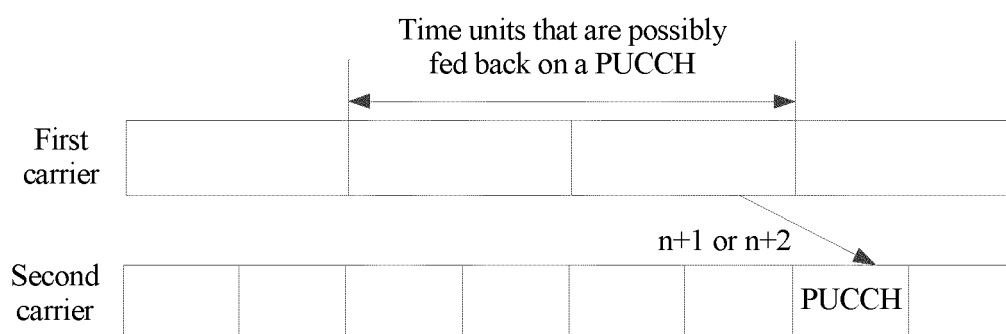 Time units that are possibly
fed back on a PUCCH
First
carrier
n+1 or n+2
Second
carrier
PUCCH